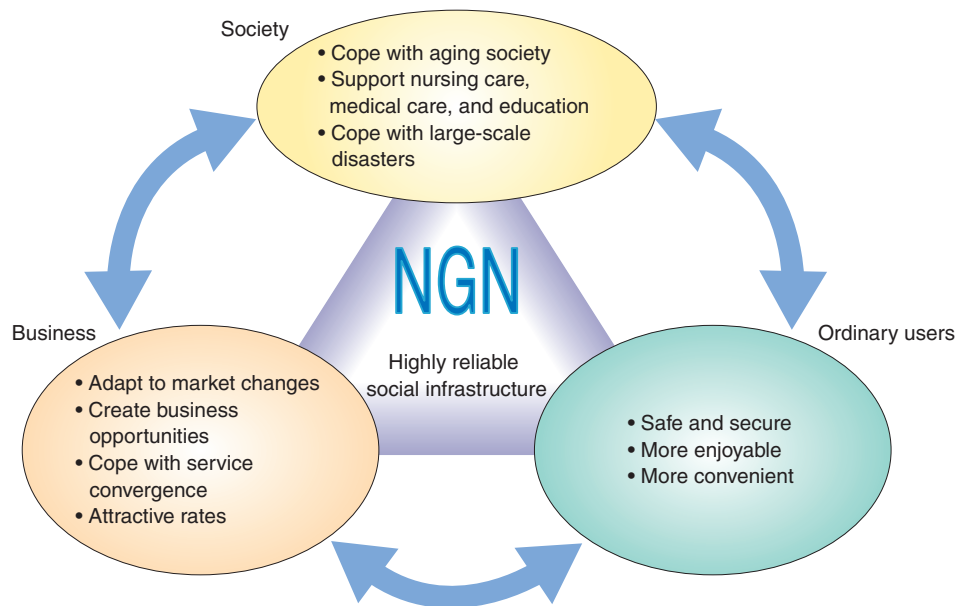 Society
• Cope with aging society
• Support nursing care,
medical care, and education
• Cope with large-scale
disasters
NGN
Highly reliable
social infrastructure
Business
• Adapt to market changes
• Create business
opportunities
• Cope with service
convergence
• Attractive rates
Ordinary users
• Safe and secure
• More enjoyable
• More convenient